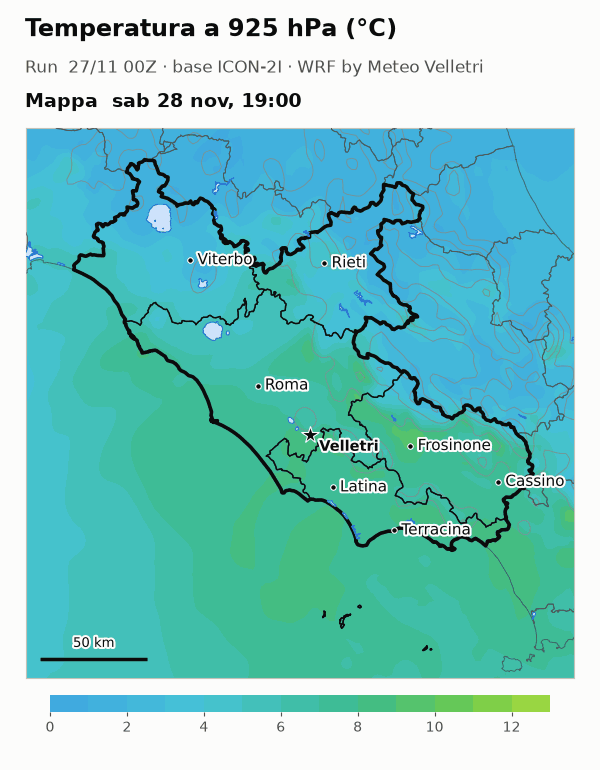 Temperatura a 925 hPa (°C)
Run 27/11 00Z · base ICON-2I · WRF by Meteo Velletri
Mappa sab 28 nov, 19:00
Viterbo
Rieti
Roma
Velletri
Frosinone
Cassino
Latina
Terracina
50 km
0 2 4 6 8 10 12